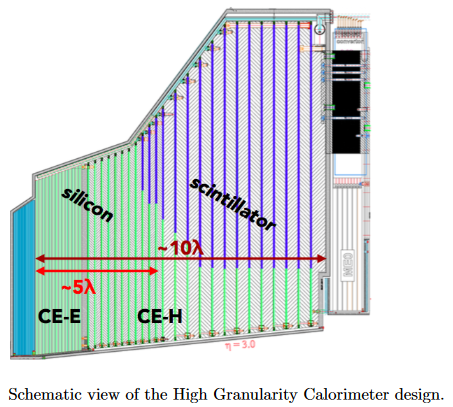 silicon
scintillator
~10λ
~5λ
CE-E
CE-H
η = 3.0
Schematic view of the High Granularity Calorimeter design.